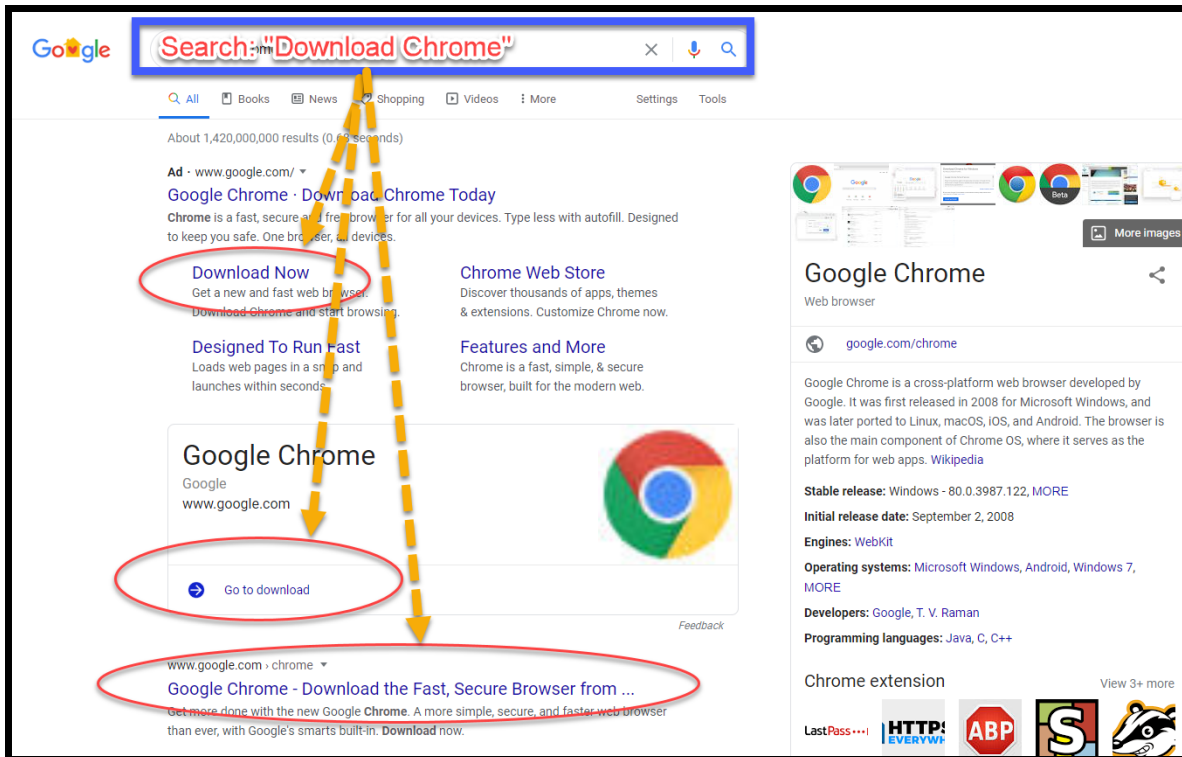 Google
Search: "Download Chrome"
All
Books
News
Shopping
Videos
More
Settings
Tools
About 1,420,000,000 results (0.68 seconds)
Ad · www.google.com/
Google Chrome · Download Chrome Today
Chrome is a fast, secure and free browser for all your devices. Type less with autofill. Designed
to keep you safe. One browser, all devices.
Download Now
Get a new and fast web browser.
Download Chrome and start browsing.
Chrome Web Store
Discover thousands of apps, themes
& extensions. Customize Chrome now.
Designed To Run Fast
Loads web pages in a snap and
launches within seconds.
Features and More
Chrome is a fast, simple, & secure
browser, built for the modern web.
Google Chrome
Google
www.google.com
Go to download
Feedback
www.google.com › chrome
Google Chrome - Download the Fast, Secure Browser from ...
Get more done with the new Google Chrome. A more simple, secure, and faster web browser
than ever, with Google's smarts built-in. Download now.
Google
Beta
More images
Google Chrome
Web browser
google.com/chrome
Google Chrome is a cross-platform web browser developed by
Google. It was first released in 2008 for Microsoft Windows, and
was later ported to Linux, macOS, iOS, and Android. The browser is
also the main component of Chrome OS, where it serves as the
platform for web apps. Wikipedia
Stable release: Windows - 80.0.3987.122, MORE
Initial release date: September 2, 2008
Engines: WebKit
Operating systems: Microsoft Windows, Android, Windows 7,
MORE
Developers: Google, T. V. Raman
Programming languages: Java, C, C++
Chrome extension
View 3+ more
LastPass
HTTPS
EVERYWH
ABP
S